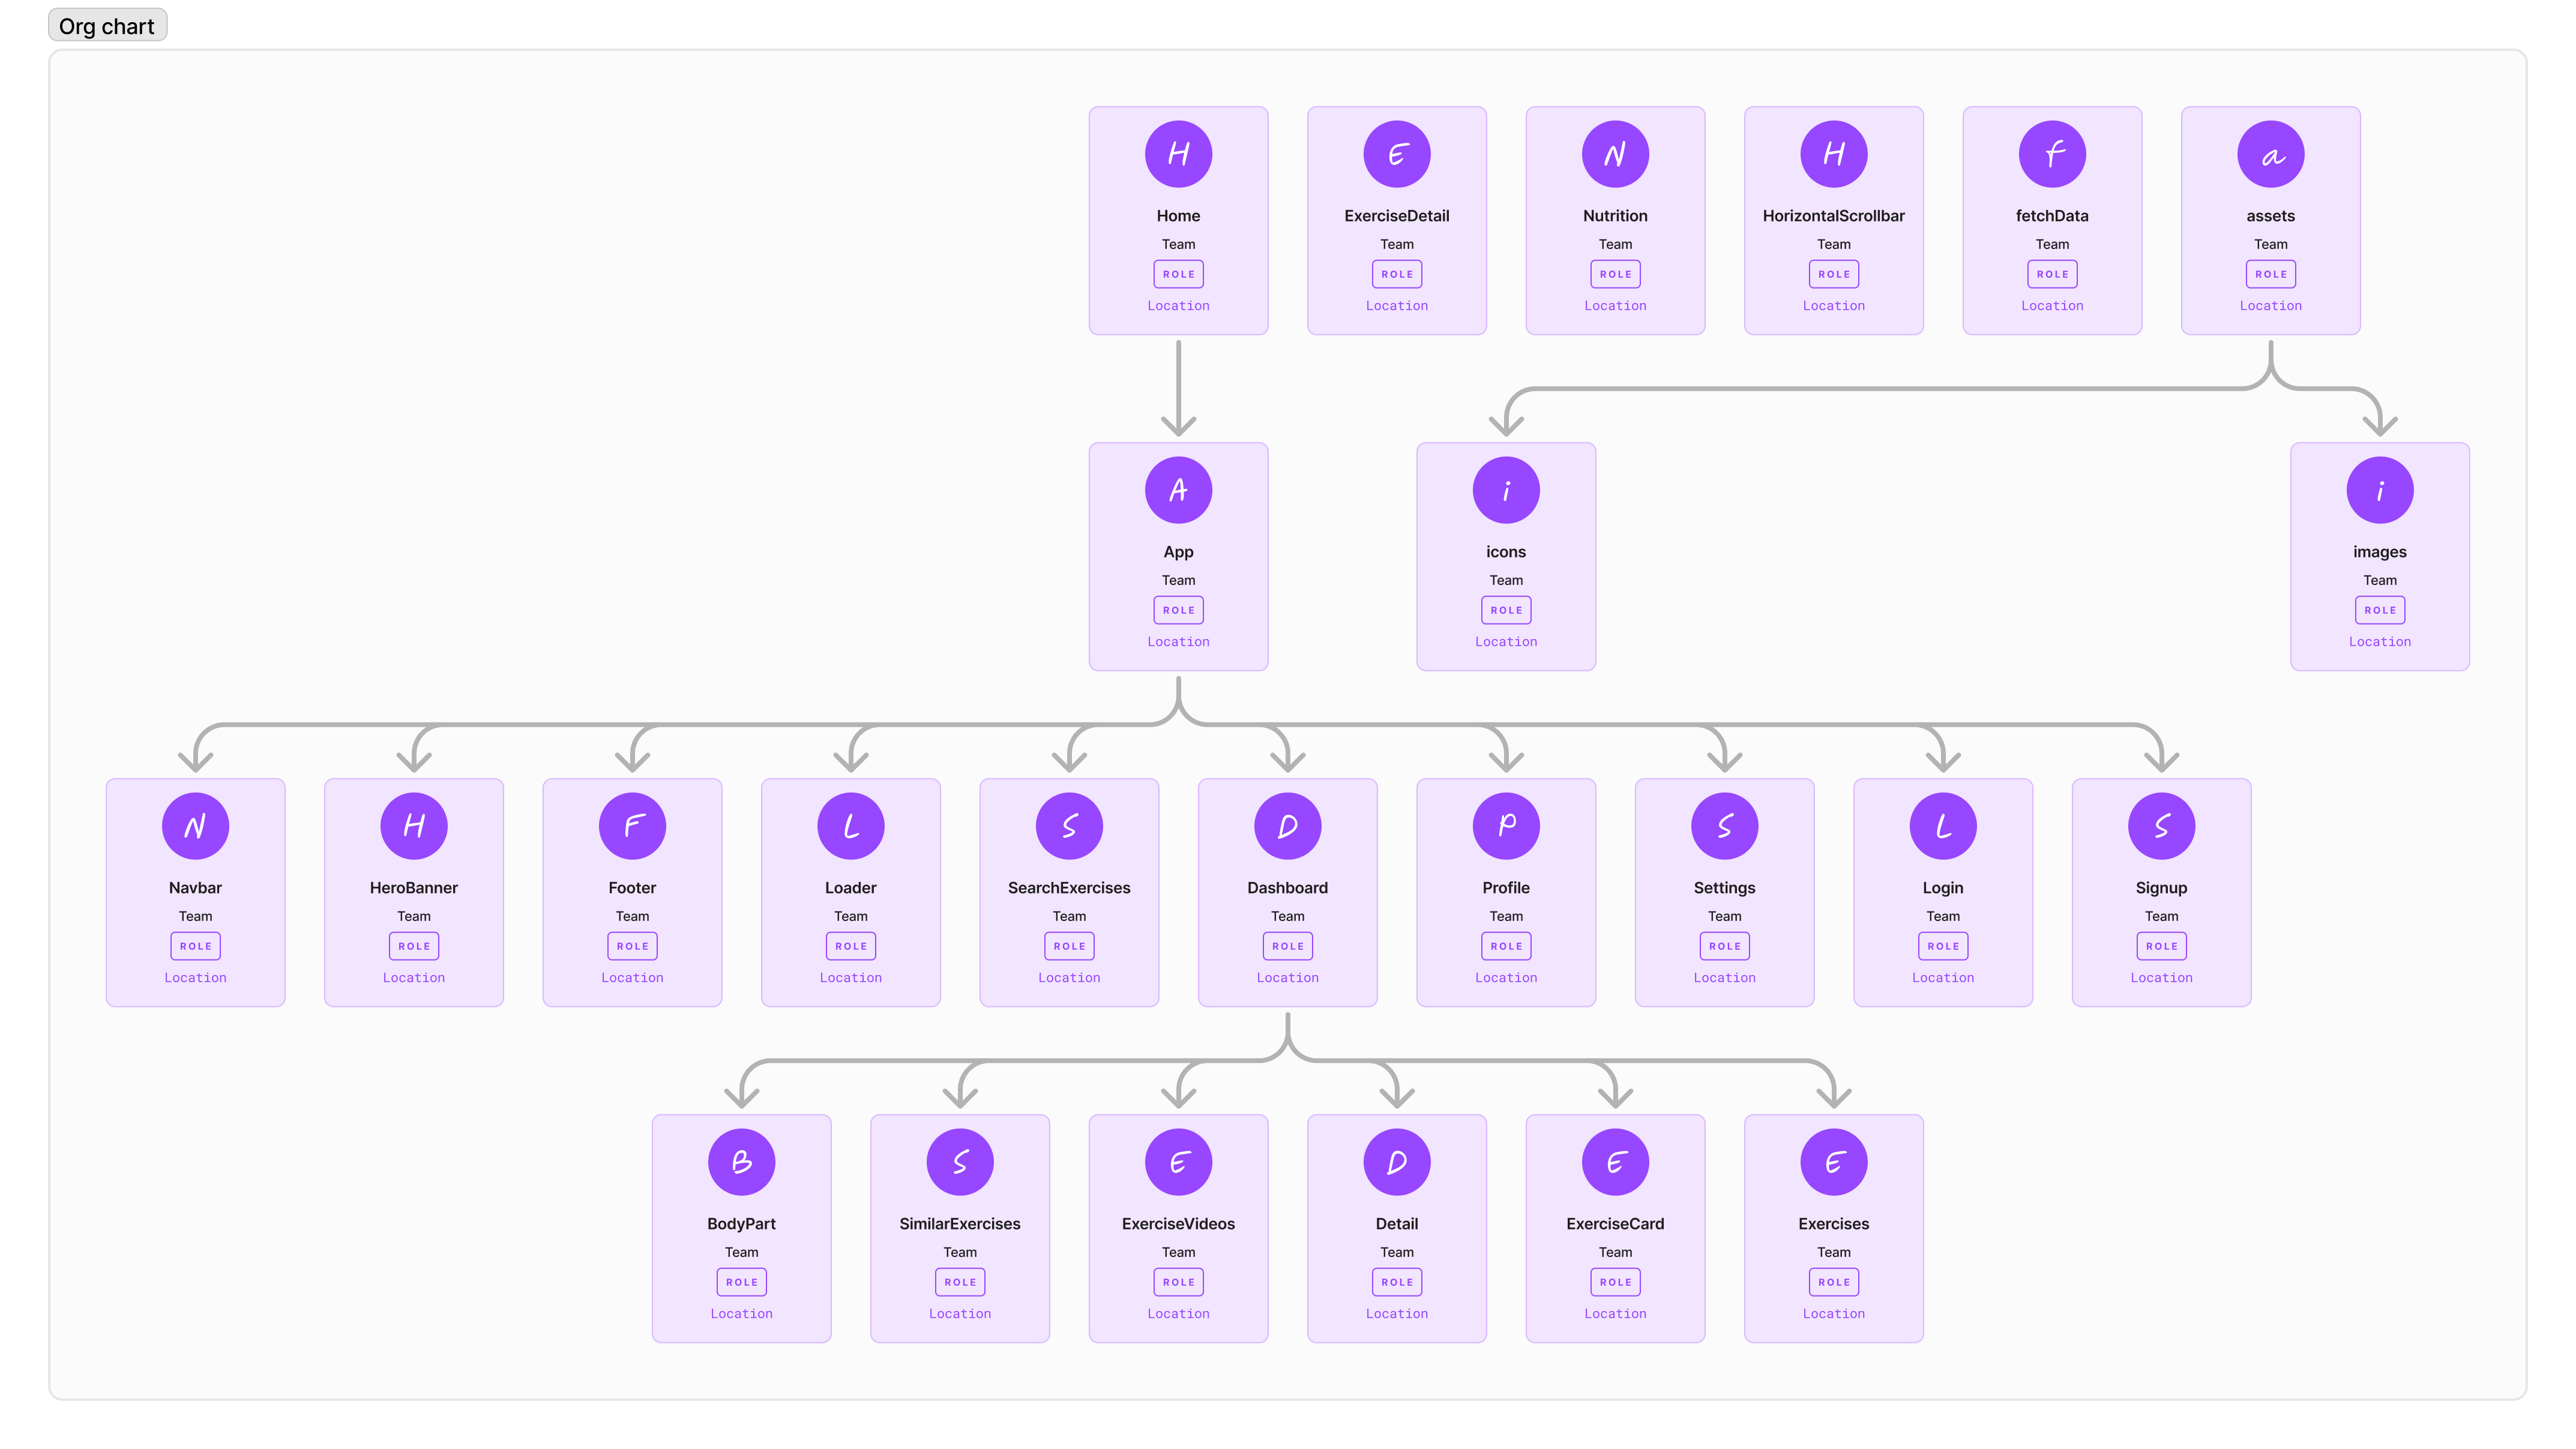 Org chart
H
Home
Team
ROLE
Location
E
ExerciseDetail
Team
ROLE
Location
N
Nutrition
Team
ROLE
Location
H
HorizontalScrollbar
Team
ROLE
Location
f
fetchData
Team
ROLE
Location
a
assets
Team
ROLE
Location
A
App
Team
ROLE
Location
i
icons
Team
ROLE
Location
i
images
Team
ROLE
Location
N
Navbar
Team
ROLE
Location
H
HeroBanner
Team
ROLE
Location
F
Footer
Team
ROLE
Location
L
Loader
Team
ROLE
Location
S
SearchExercises
Team
ROLE
Location
D
Dashboard
Team
ROLE
Location
P
Profile
Team
ROLE
Location
S
Settings
Team
ROLE
Location
L
Login
Team
ROLE
Location
S
Signup
Team
ROLE
Location
B
BodyPart
Team
ROLE
Location
S
SimilarExercises
Team
ROLE
Location
E
ExerciseVideos
Team
ROLE
Location
D
Detail
Team
ROLE
Location
E
ExerciseCard
Team
ROLE
Location
E
Exercises
Team
ROLE
Location